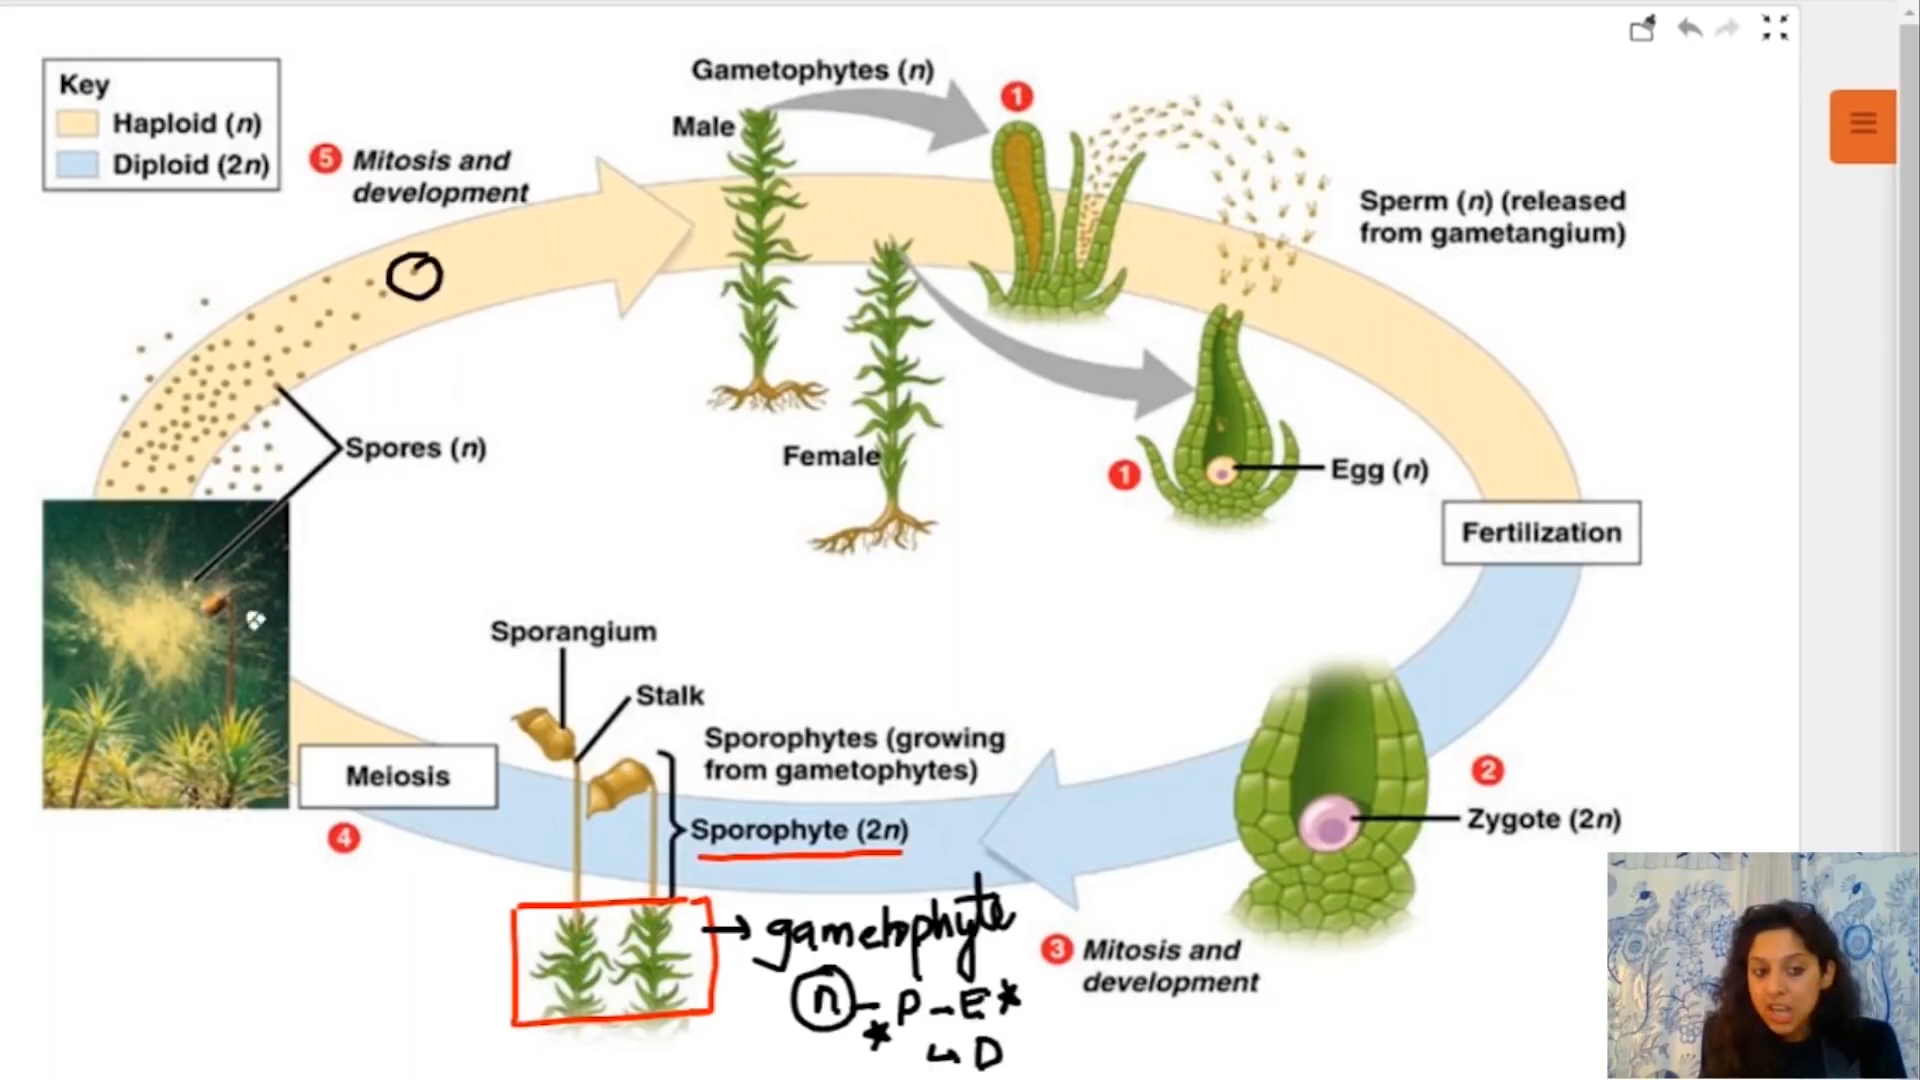 Key
Haploid (n)
Diploid (2n)
5 Mitosis and
development
Gametophytes (n)
Male
1
Sperm (n) (released
from gametangium)
Spores (n)
Female
1
Egg (n)
Fertilization
Sporangium
Stalk
Sporophytes (growing
from gametophytes)
Meiosis
4
Sporophyte (2n)
2
Zygote (2n)
gametophyte
3 Mitosis and
development
n - P - E *
* ↳ D